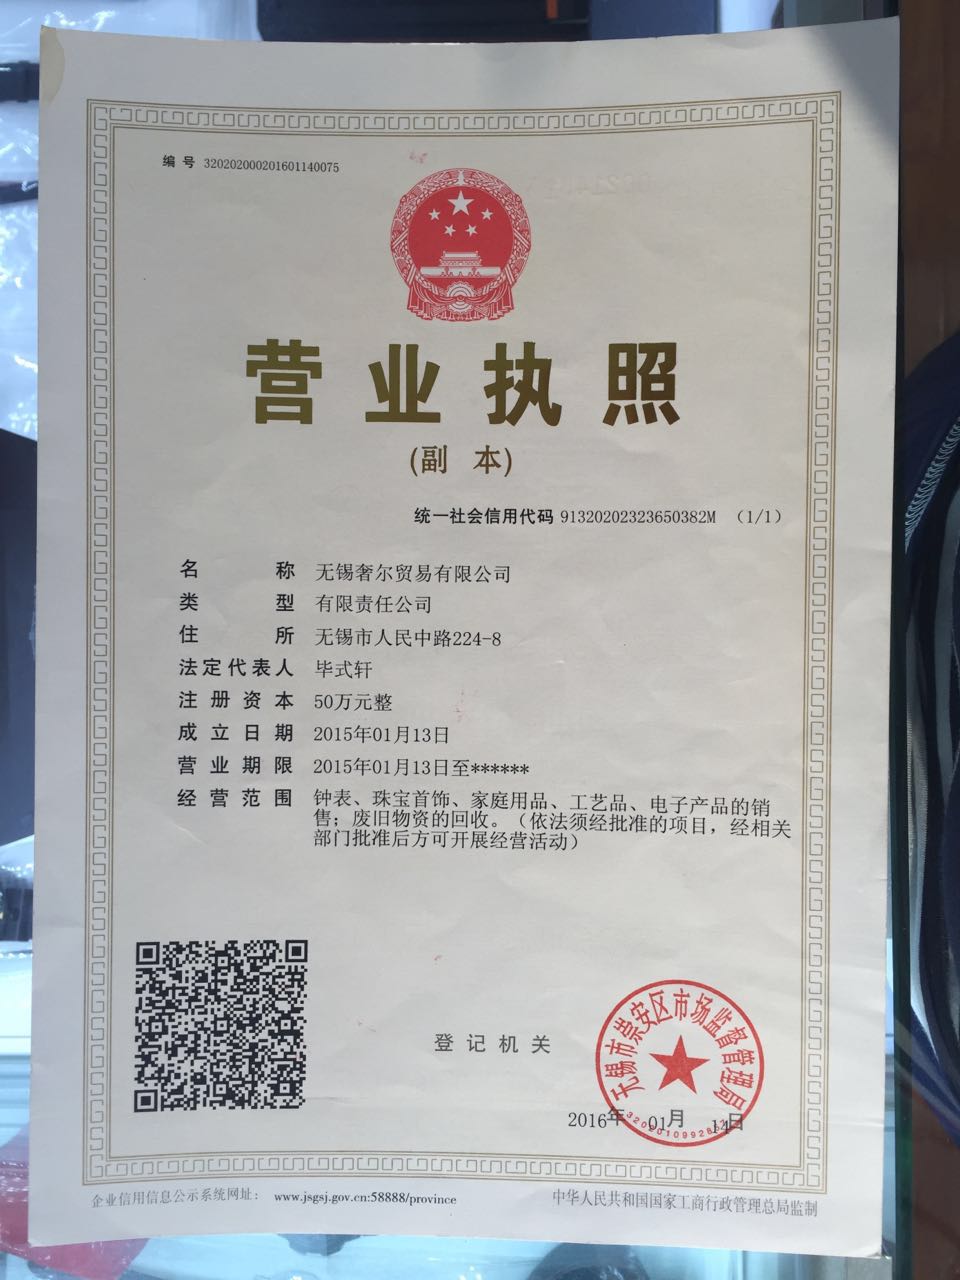 编 号 320202000201601140075
营业执照
(副 本)
统一社会信用代码 91320202323650382M （1/1）
名 称 无锡奢尔贸易有限公司
类 型 有限责任公司
住 所 无锡市人民中路224-8
法定代表人 毕式轩
注 册 资 本 50万元整
成 立 日 期 2015年01月13日
营 业 期 限 2015年01月13日至******
经 营 范 围 钟表、珠宝首饰、家庭用品、工艺品、电子产品的销
售；废旧物资的回收。（依法须经批准的项目，经相关
部门批准后方可开展经营活动）
登 记 机 关
无锡市崇安区市场监督管理局
2016年 01月 14日
企业信用信息公示系统网址： www.jsgsj.gov.cn:58888/province
中华人民共和国国家工商行政管理总局监制